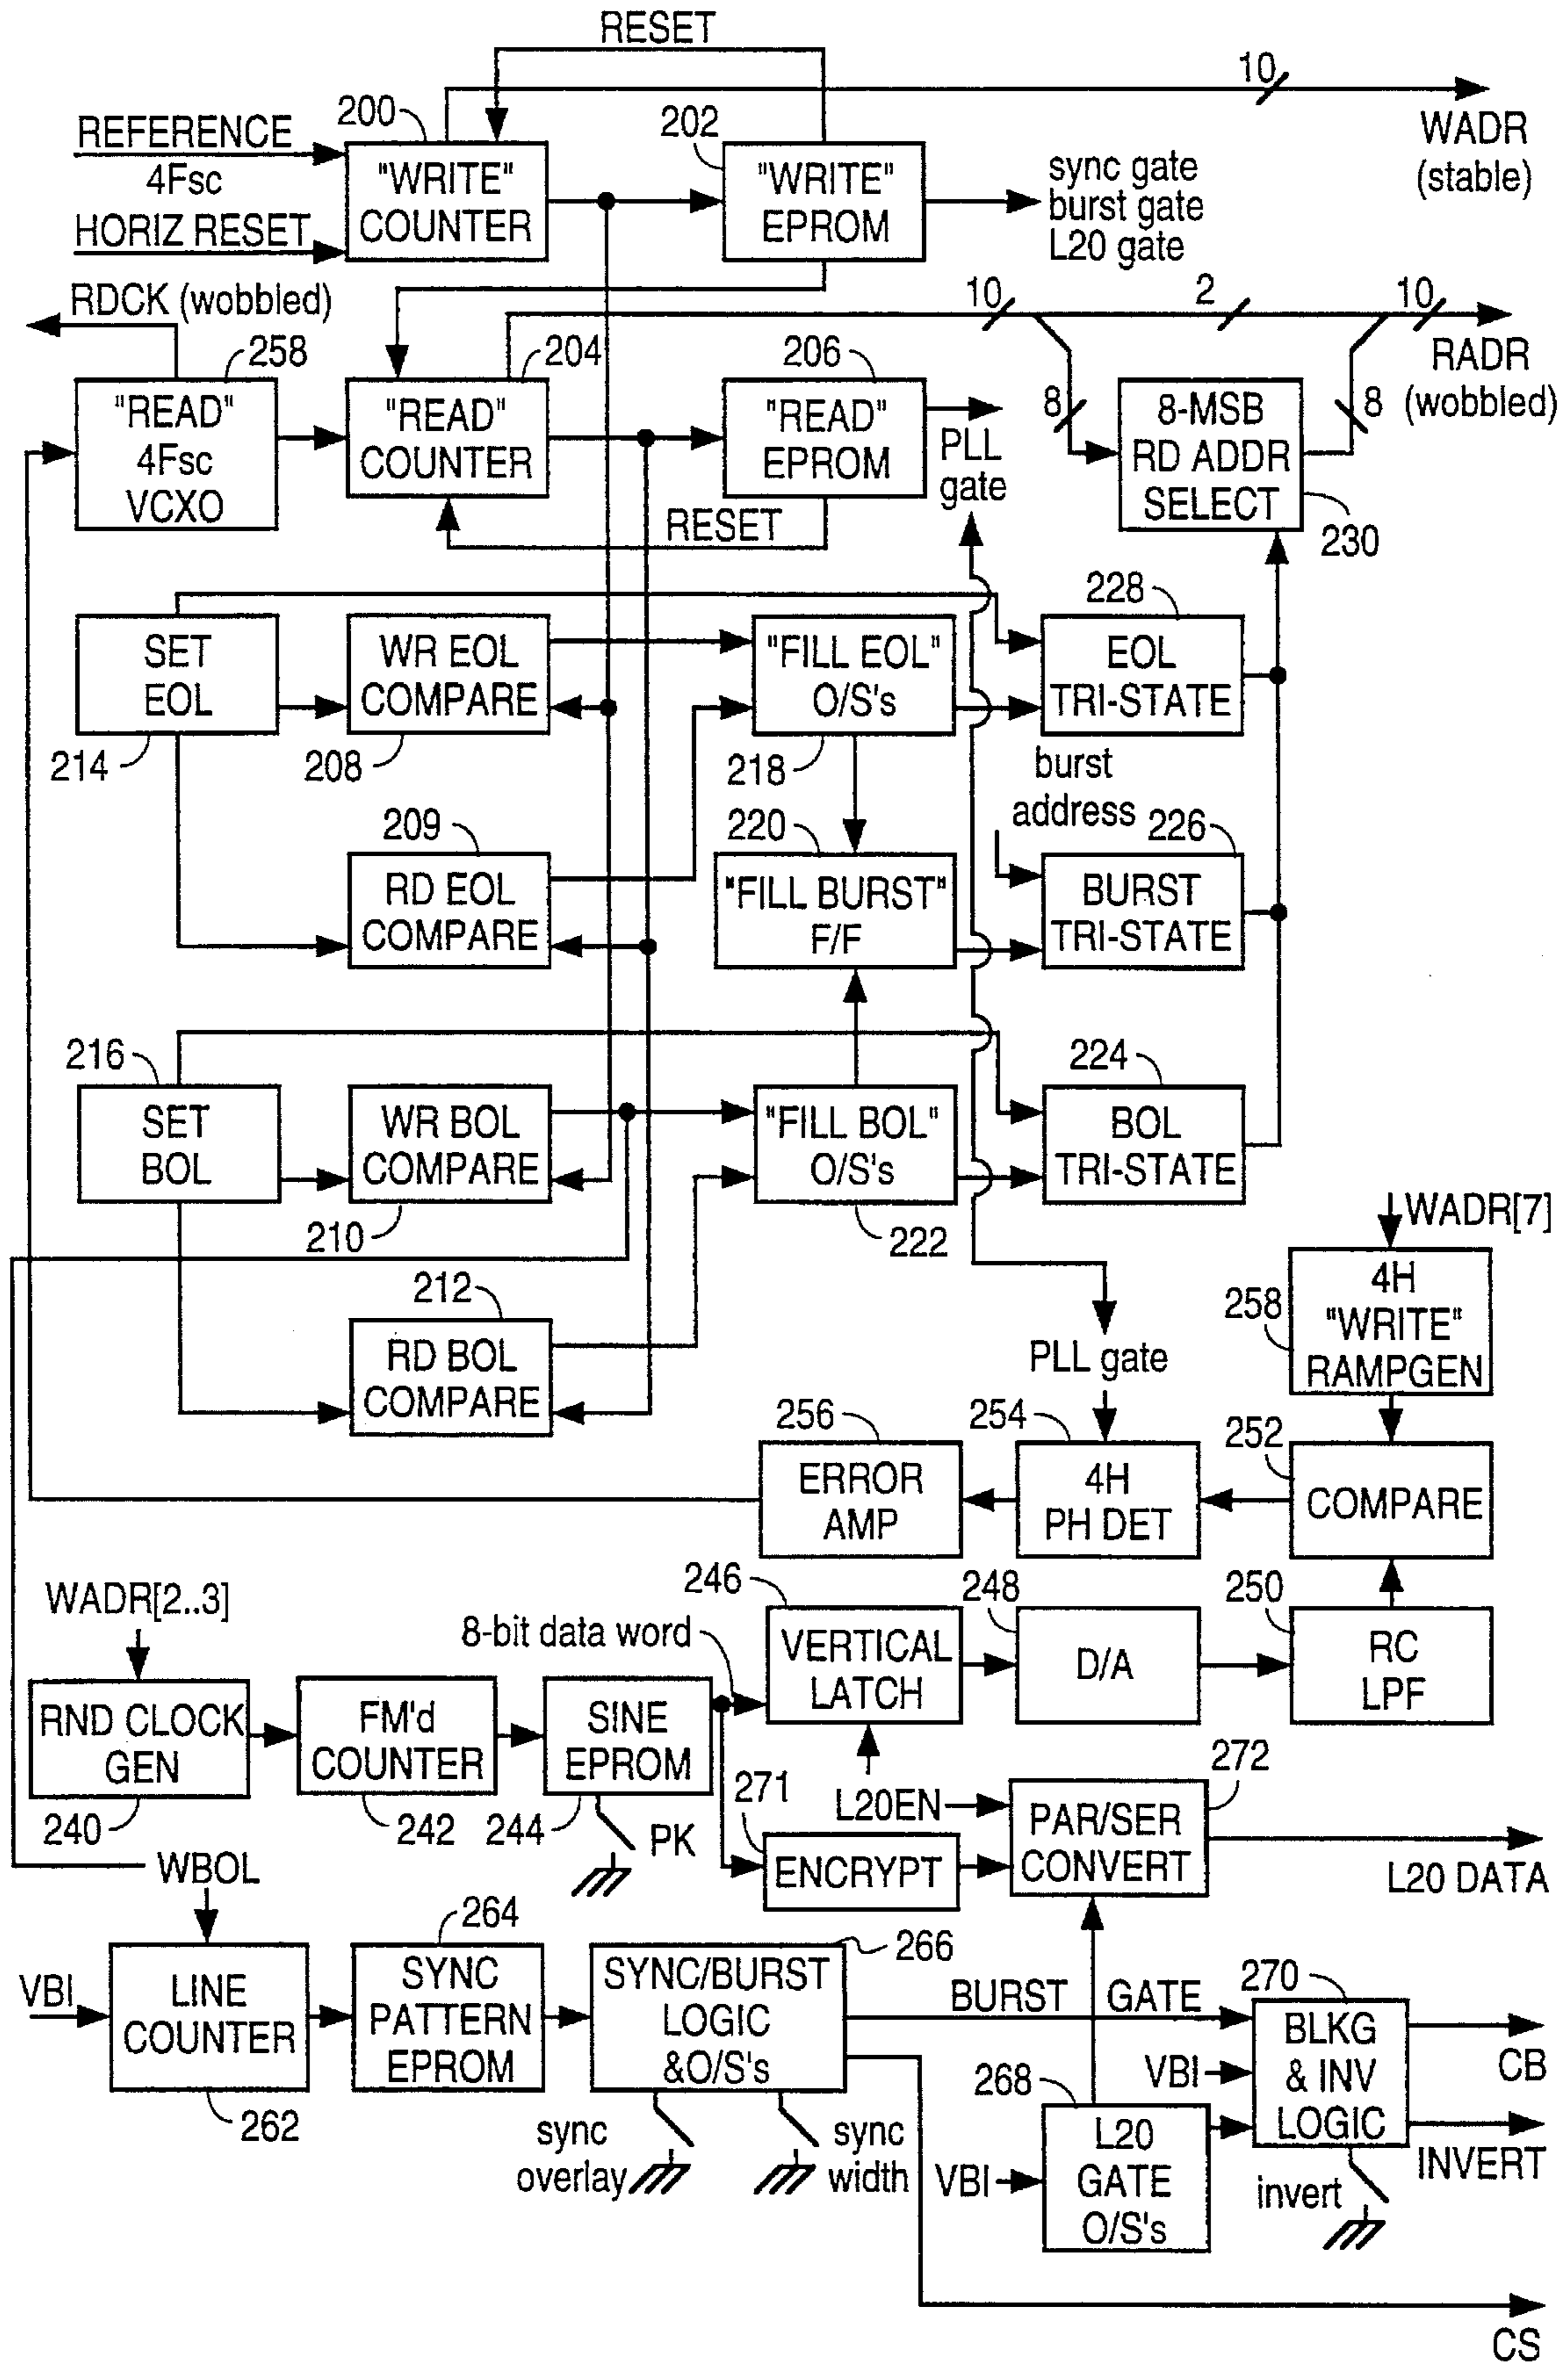 RESET
10
200
202
REFERENCE
4Fsc
HORIZ RESET
"WRITE"
COUNTER
"WRITE"
EPROM
sync gate
burst gate
L20 gate
WADR
(stable)
RDCK (wobbled)
10
2
10
258
204
206
RADR
(wobbled)
"READ"
4Fsc
VCXO
"READ"
COUNTER
"READ"
EPROM
PLL
gate
8
8-MSB
RD ADDR
SELECT
8
RESET
230
228
SET
EOL
WR EOL
COMPARE
"FILL EOL"
O/S's
EOL
TRI-STATE
214
208
218
burst
address
209
220
226
RD EOL
COMPARE
"FILL BURST"
F/F
BURST
TRI-STATE
216
224
SET
BOL
WR BOL
COMPARE
"FILL BOL"
O/S's
BOL
TRI-STATE
210
222
WADR[7]
212
258
4H
"WRITE"
RAMPGEN
RD BOL
COMPARE
PLL gate
256
254
252
ERROR
AMP
4H
PH DET
COMPARE
WADR[2..3]
8-bit data word
246
248
250
VERTICAL
LATCH
D/A
RC
LPF
RND CLOCK
GEN
FM'd
COUNTER
SINE
EPROM
240
242
244
PK
271
L20EN
272
PAR/SER
CONVERT
ENCRYPT
L20 DATA
WBOL
264
266
VBI
LINE
COUNTER
SYNC
PATTERN
EPROM
SYNC/BURST
LOGIC
&O/S's
BURST GATE
270
BLKG
& INV
LOGIC
CB
VBI
INVERT
262
sync
overlay
sync
width
268
VBI
L20
GATE
O/S's
invert
CS